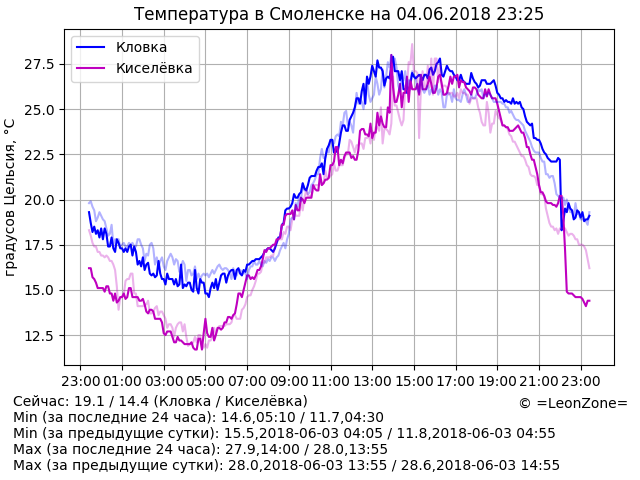 Температура в Смоленске на 04.06.2018 23:25
Кловка
Киселёвка
градусов Цельсия, °C
27.5
25.0
22.5
20.0
17.5
15.0
12.5
23:00 01:00 03:00 05:00 07:00 09:00 11:00 13:00 15:00 17:00 19:00 21:00 23:00
Сейчас: 19.1 / 14.4 (Кловка / Киселёвка)
© =LeonZone=
Min (за последние 24 часа): 14.6,05:10 / 11.7,04:30
Min (за предыдущие сутки): 15.5,2018-06-03 04:05 / 11.8,2018-06-03 04:55
Max (за последние 24 часа): 27.9,14:00 / 28.0,13:55
Max (за предыдущие сутки): 28.0,2018-06-03 13:55 / 28.6,2018-06-03 14:55